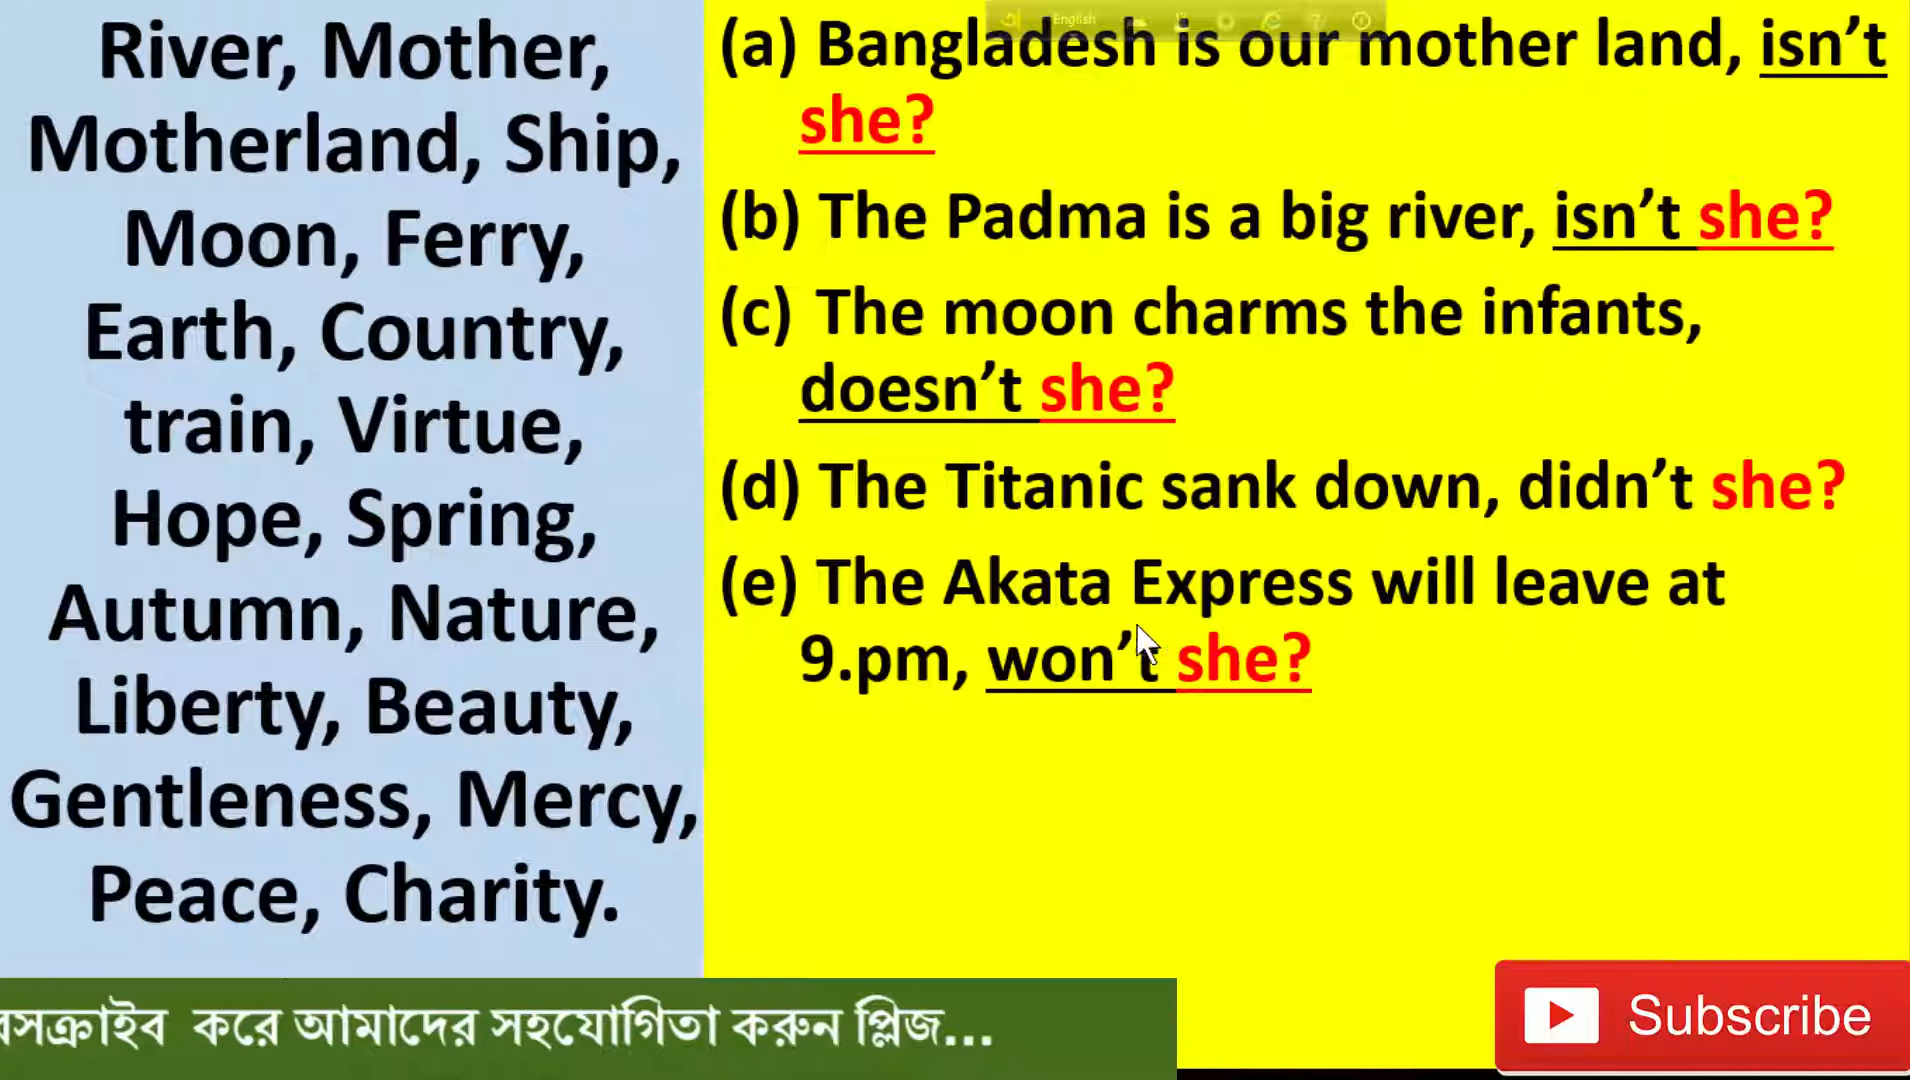 River, Mother,
Motherland, Ship,
Moon, Ferry,
Earth, Country,
train, Virtue,
Hope, Spring,
Autumn, Nature,
Liberty, Beauty,
Gentleness, Mercy,
Peace, Charity.
English
(a) Bangladesh is our mother land, isn’t
she?
(b) The Padma is a big river, isn’t she?
(c) The moon charms the infants,
doesn’t she?
(d) The Titanic sank down, didn’t she?
(e) The Akata Express will leave at
9.pm, won’t she?
করে আমাদের সহযোগিতা করুন প্লিজ...
Subscribe